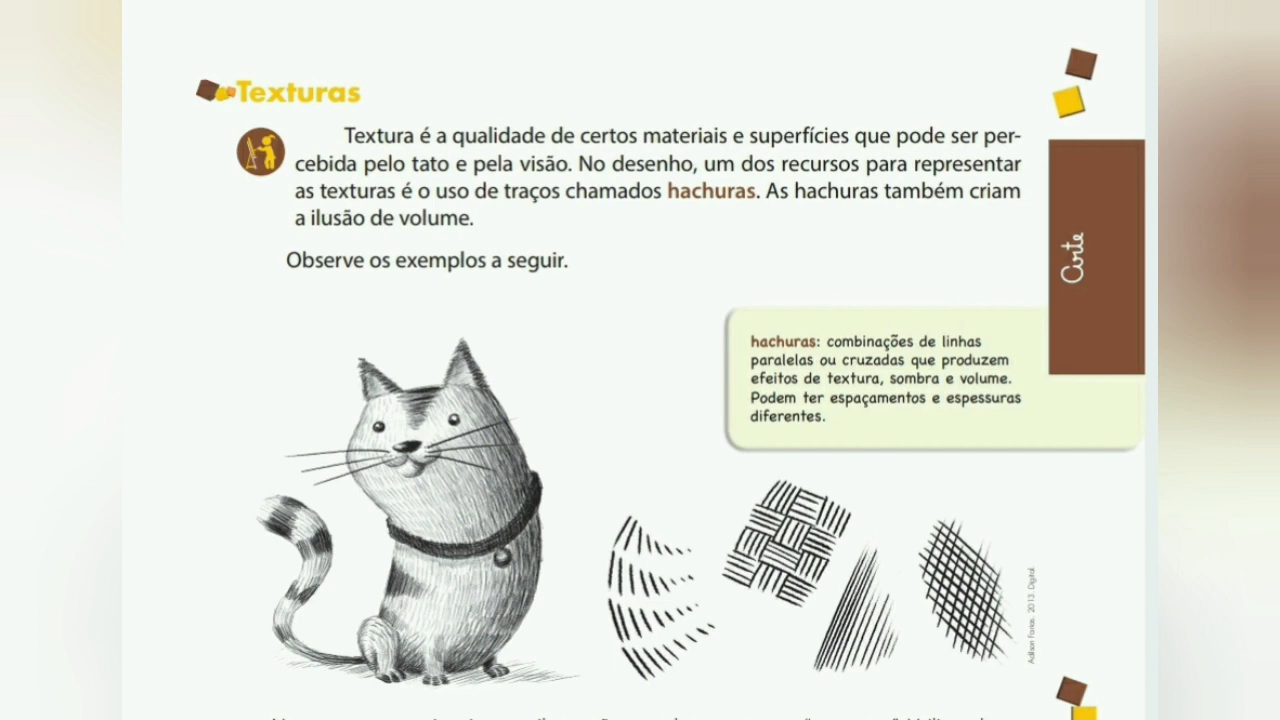 Texturas
Textura é a qualidade de certos materiais e superfícies que pode ser per-
cebida pelo tato e pela visão. No desenho, um dos recursos para representar
as texturas é o uso de traços chamados hachuras. As hachuras também criam
a ilusão de volume.
Observe os exemplos a seguir.
Arte
hachuras: combinações de linhas
paralelas ou cruzadas que produzem
efeitos de textura, sombra e volume.
Podem ter espaçamentos e espessuras
diferentes.
Adilson Farias. 2013. Digital.